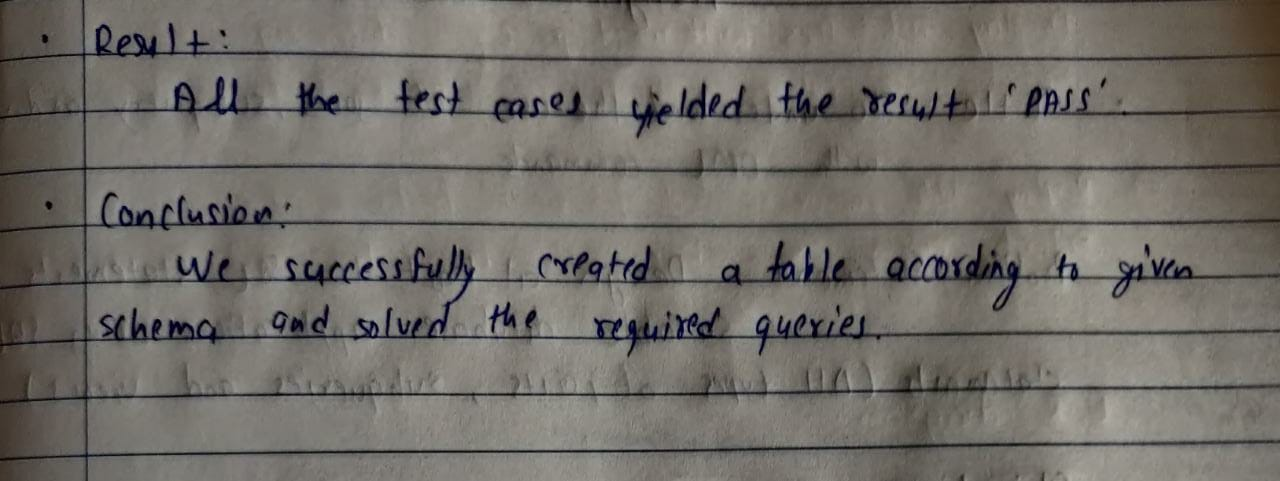 • Result:
All the test cases yielded the result 'PASS'.
• Conclusion:
We successfully created a table according to given
schema and solved the required queries.